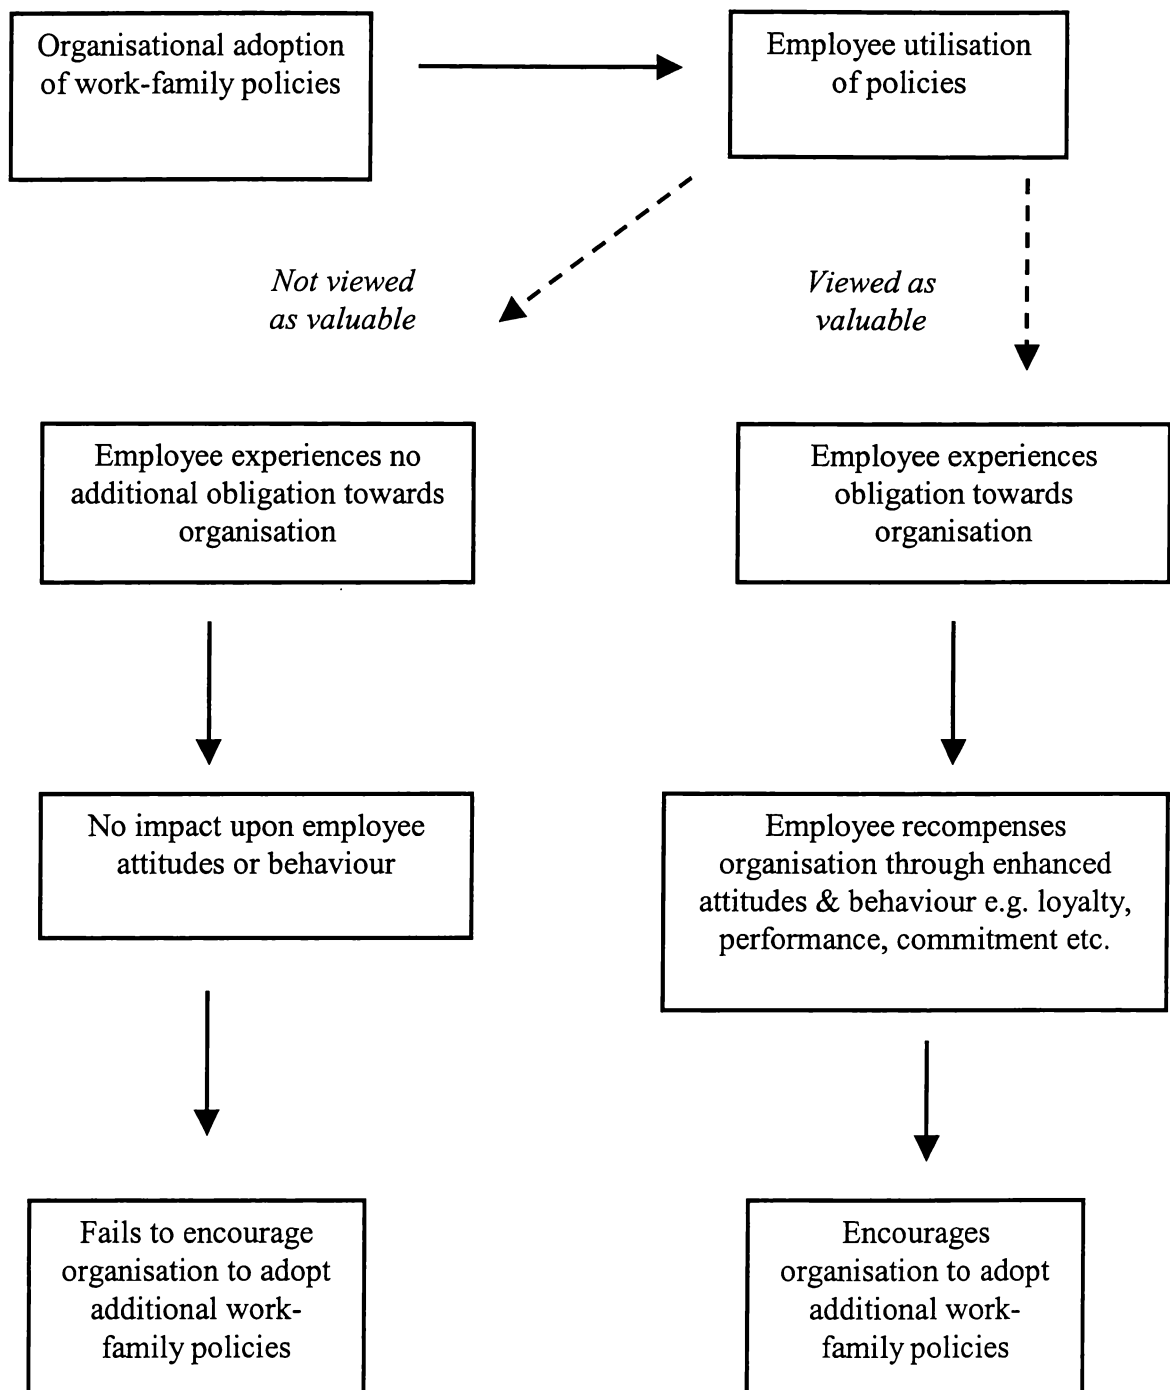 Organisational adoption
of work-family policies
Employee utilisation
of policies
Not viewed
as valuable
Viewed as
valuable
Employee experiences no
additional obligation towards
organisation
Employee experiences
obligation towards
organisation
No impact upon employee
attitudes or behaviour
Employee recompenses
organisation through enhanced
attitudes & behaviour e.g. loyalty,
performance, commitment etc.
Fails to encourage
organisation to adopt
additional work-
family policies
Encourages
organisation to adopt
additional work-
family policies